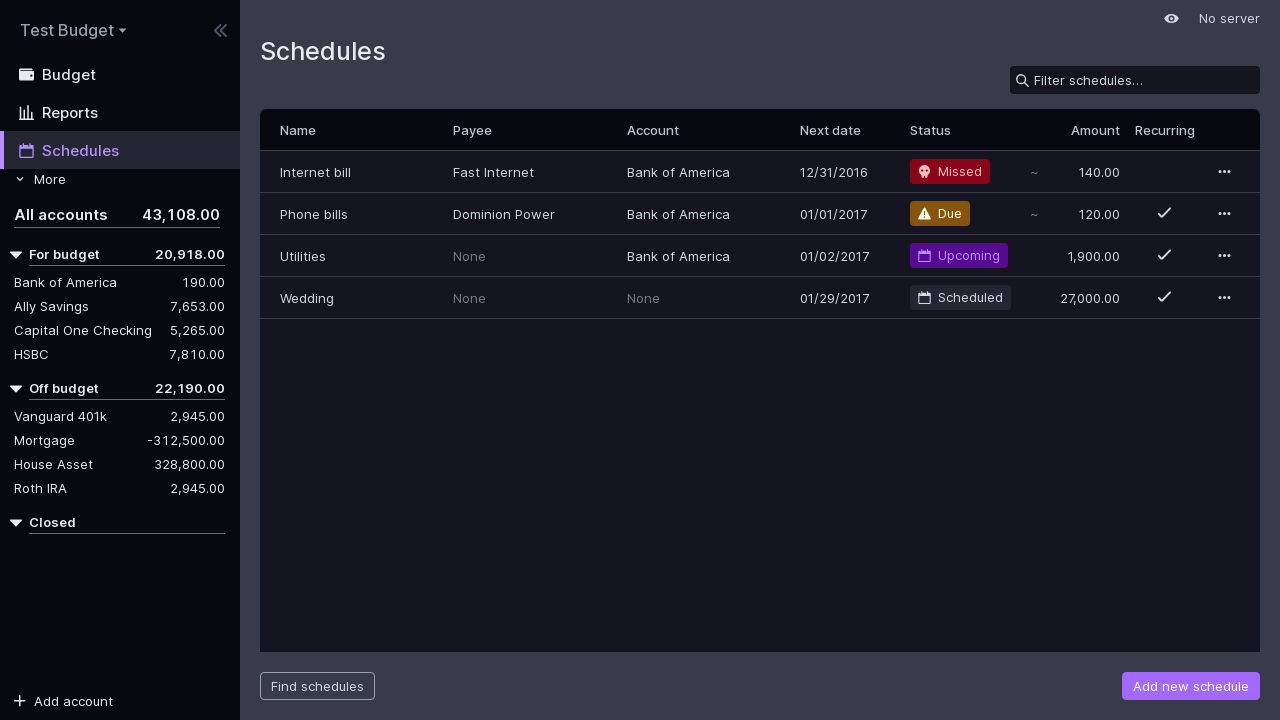 Test Budget
Budget
Reports
Schedules
More
All accounts 43,108.00
For budget 20,918.00
Bank of America 190.00
Ally Savings 7,653.00
Capital One Checking 5,265.00
HSBC 7,810.00
Off budget 22,190.00
Vanguard 401k 2,945.00
Mortgage -312,500.00
House Asset 328,800.00
Roth IRA 2,945.00
Closed
Add account
No server
Schedules
Filter schedules...
Name Payee Account Next date Status Amount Recurring
Internet bill Fast Internet Bank of America 12/31/2016 Missed ~ 140.00
Phone bills Dominion Power Bank of America 01/01/2017 Due ~ 120.00
Utilities None Bank of America 01/02/2017 Upcoming 1,900.00
Wedding None None 01/29/2017 Scheduled 27,000.00
Find schedules Add new schedule